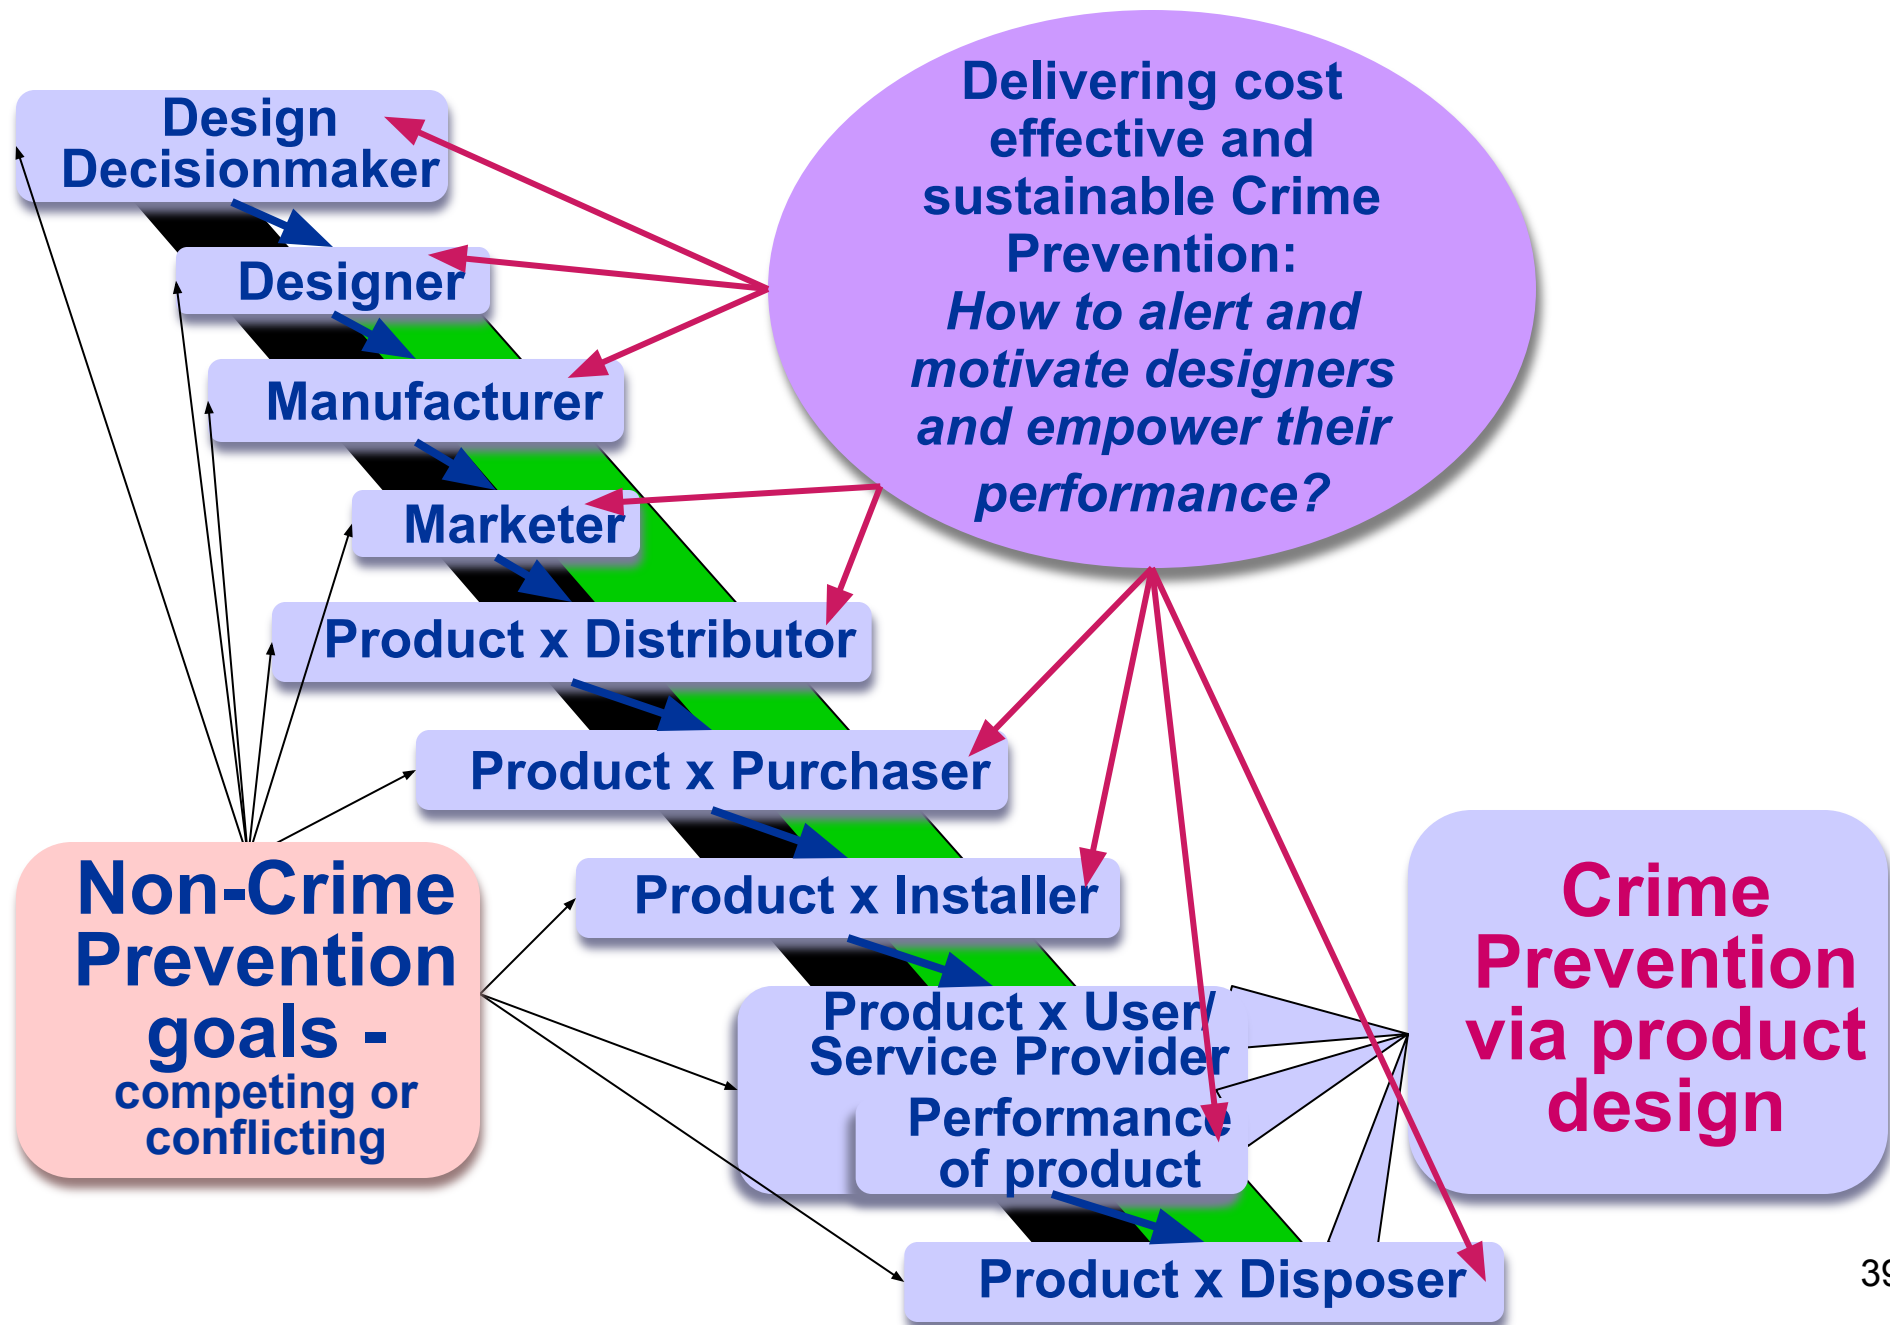 Design
Decisionmaker
Designer
Manufacturer
Marketer
Product x Distributor
Product x Purchaser
Product x Installer
Product x User/
Service Provider
Performance
of product
Product x Disposer
Delivering cost
effective and
sustainable Crime
Prevention:
How to alert and
motivate designers
and empower their
performance?
Non-Crime
Prevention
goals -
competing or
conflicting
Crime
Prevention
via product
design
39